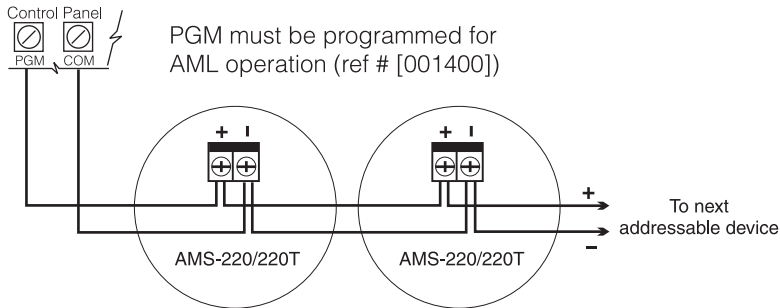 Control Panel
PGM COM
PGM must be programmed for
AML operation (ref # [001400])
+ −
+ −
+
To next
addressable device
−
AMS-220/220T
AMS-220/220T